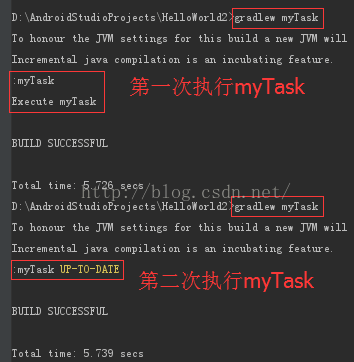 D:\AndroidStudioProjects\HelloWorld2>gradlew myTask
To honour the JVM settings for this build a new JVM will
Incremental java compilation is an incubating feature.
:myTask
第一次执行myTask
Execute myTask
BUILD SUCCESSFUL
Total time: 5.726 secs
http://blog.csdn.net/
D:\AndroidStudioProjects\HelloWorld2>gradlew myTask
To honour the JVM settings for this build a new JVM will
Incremental java compilation is an incubating feature.
:myTask UP-TO-DATE
第二次执行myTask
BUILD SUCCESSFUL
Total time: 5.739 secs